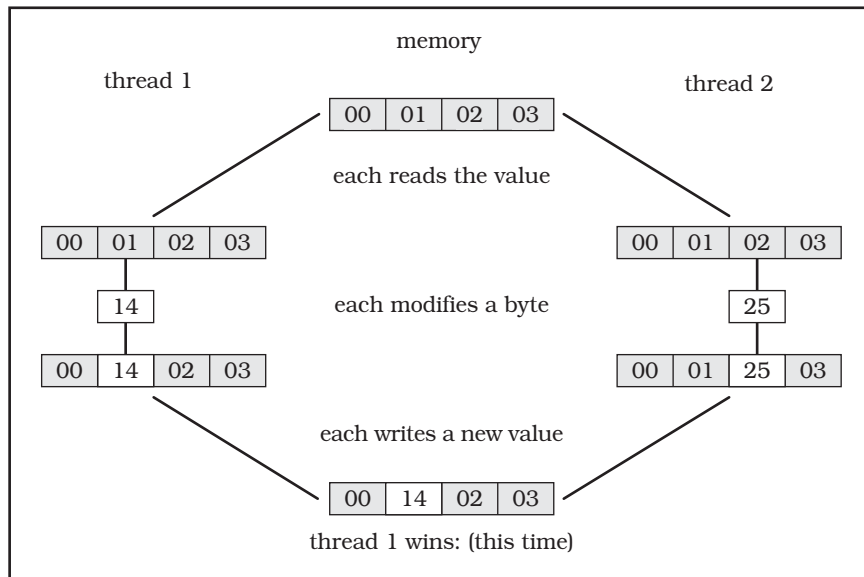 memory
thread 1
thread 2
00 01 02 03
each reads the value
00 01 02 03
00 01 02 03
14
each modifies a byte
25
00 14 02 03
00 01 25 03
each writes a new value
00 14 02 03
thread 1 wins: (this time)